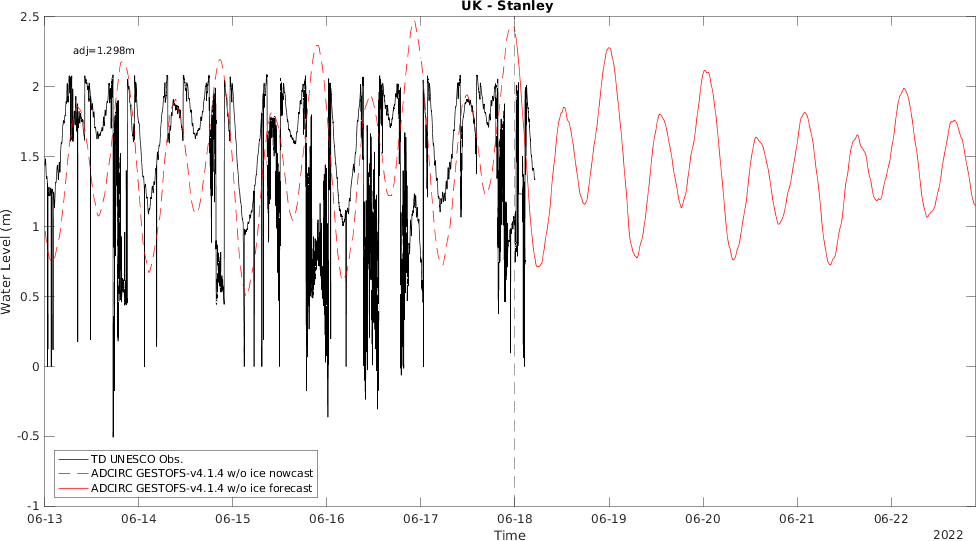 UK - Stanley
adj=1.298m
Water Level (m)
2.5
2
1.5
1
0.5
0
-0.5
-1
TD UNESCO Obs.
ADCIRC GESTOFS-v4.1.4 w/o ice nowcast
ADCIRC GESTOFS-v4.1.4 w/o ice forecast
06-13 06-14 06-15 06-16 06-17 06-18 06-19 06-20 06-21 06-22
Time
2022